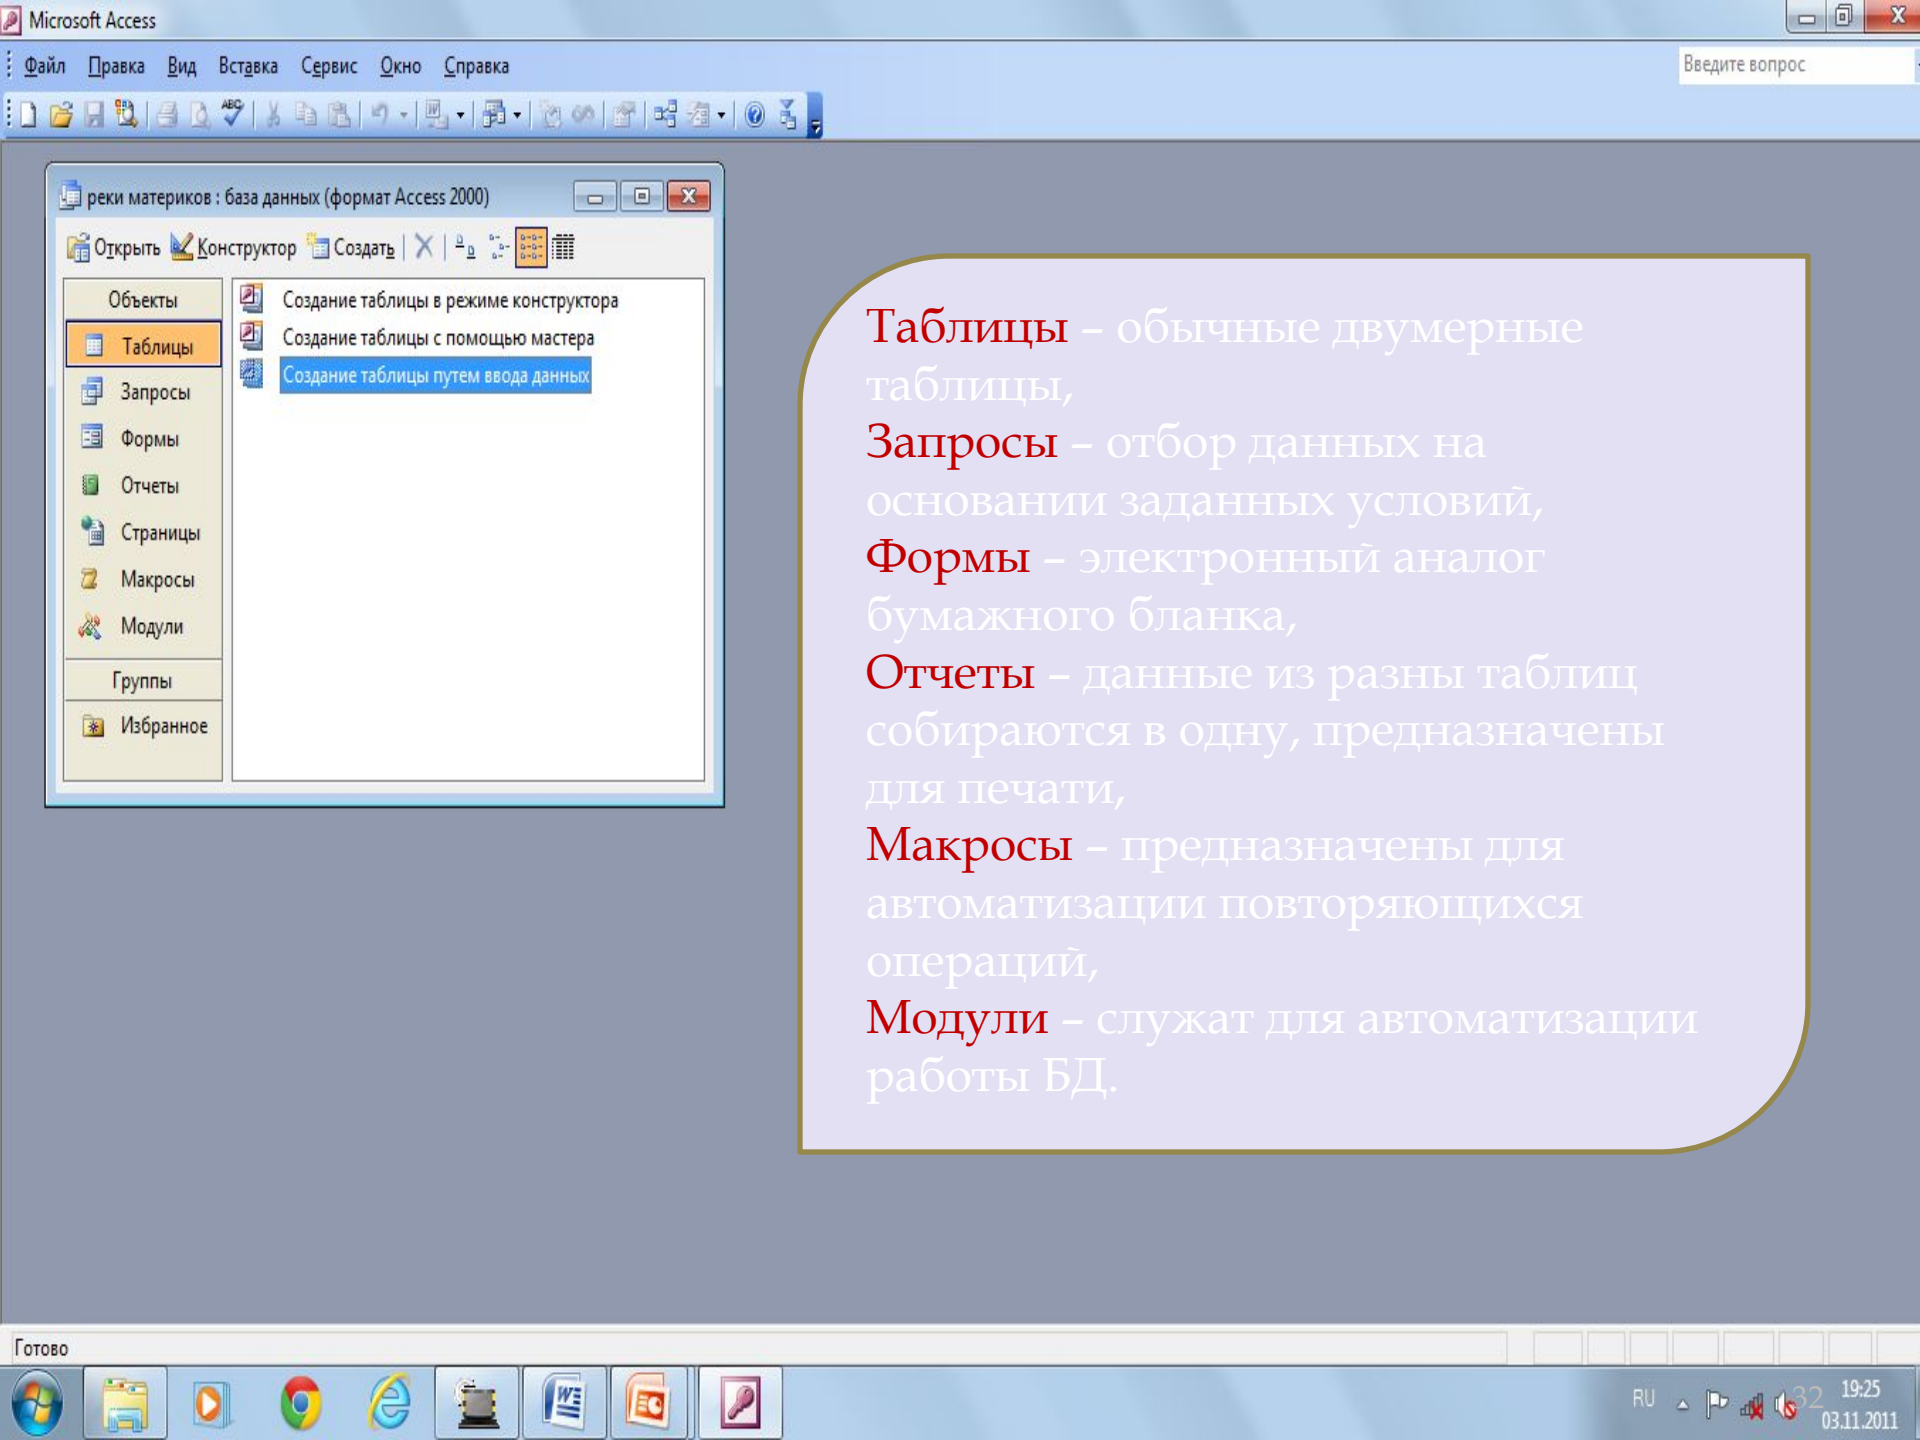 Microsoft Access
Файл Правка Вид Вставка Сервис Окно Справка
Введите вопрос
реки материков : база данных (формат Access 2000)
Открыть Конструктор Создать
Объекты
Таблицы
Запросы
Формы
Отчеты
Страницы
Макросы
Модули
Группы
Избранное
Создание таблицы в режиме конструктора
Создание таблицы с помощью мастера
Создание таблицы путем ввода данных
Таблицы – обычные двумерные
таблицы,
Запросы – отбор данных на
основании заданных условий,
Формы – электронный аналог
бумажного бланка,
Отчеты – данные из разны таблиц
собираются в одну, предназначены
для печати,
Макросы – предназначены для
автоматизации повторяющихся
операций,
Модули – служат для автоматизации
работы БД.
Готово
RU
32
19:25
03.11.2011